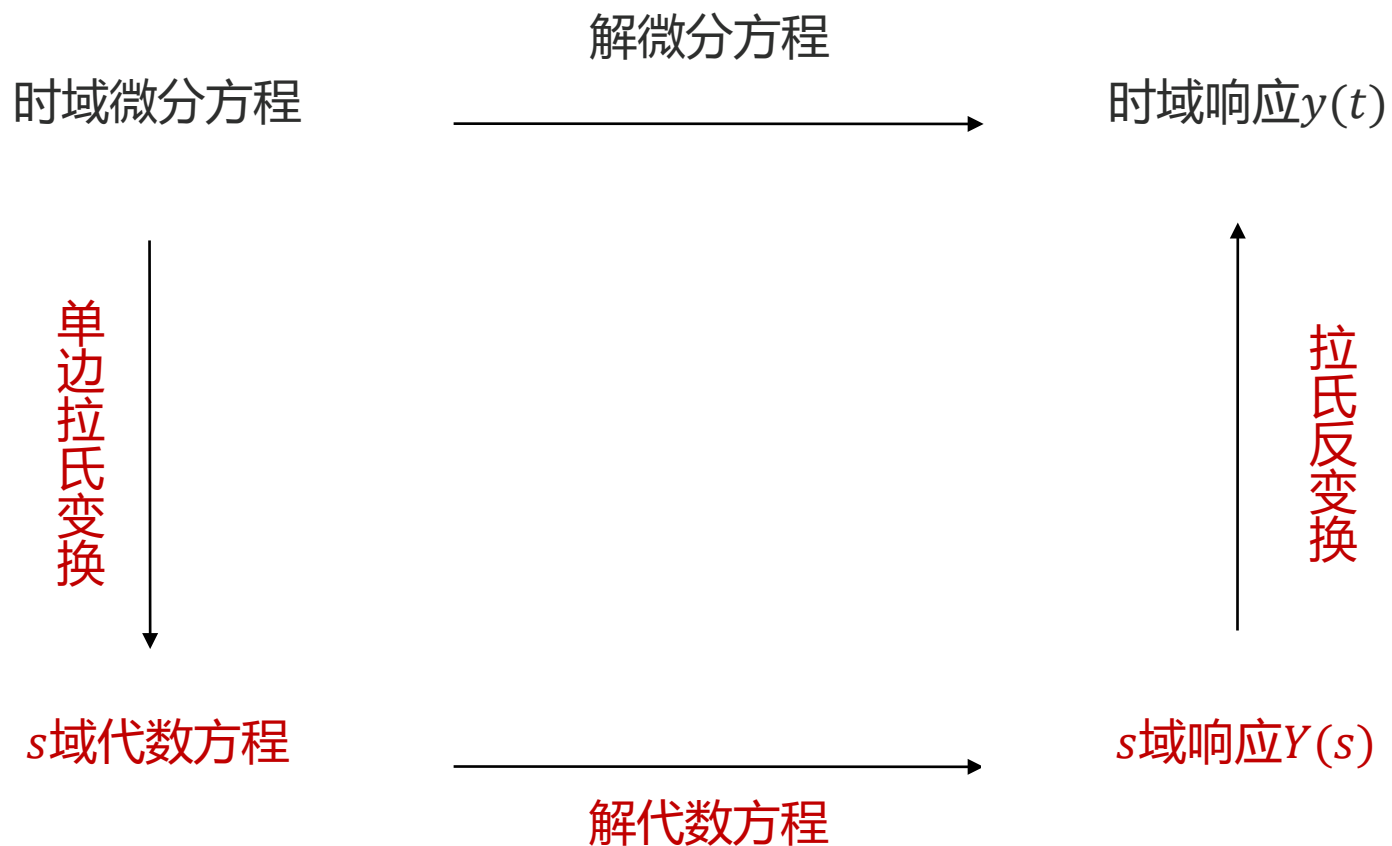 解微分方程
时域微分方程
时域响应y(t)
单边拉氏变换
拉氏反变换
s域代数方程
s域响应Y(s)
解代数方程